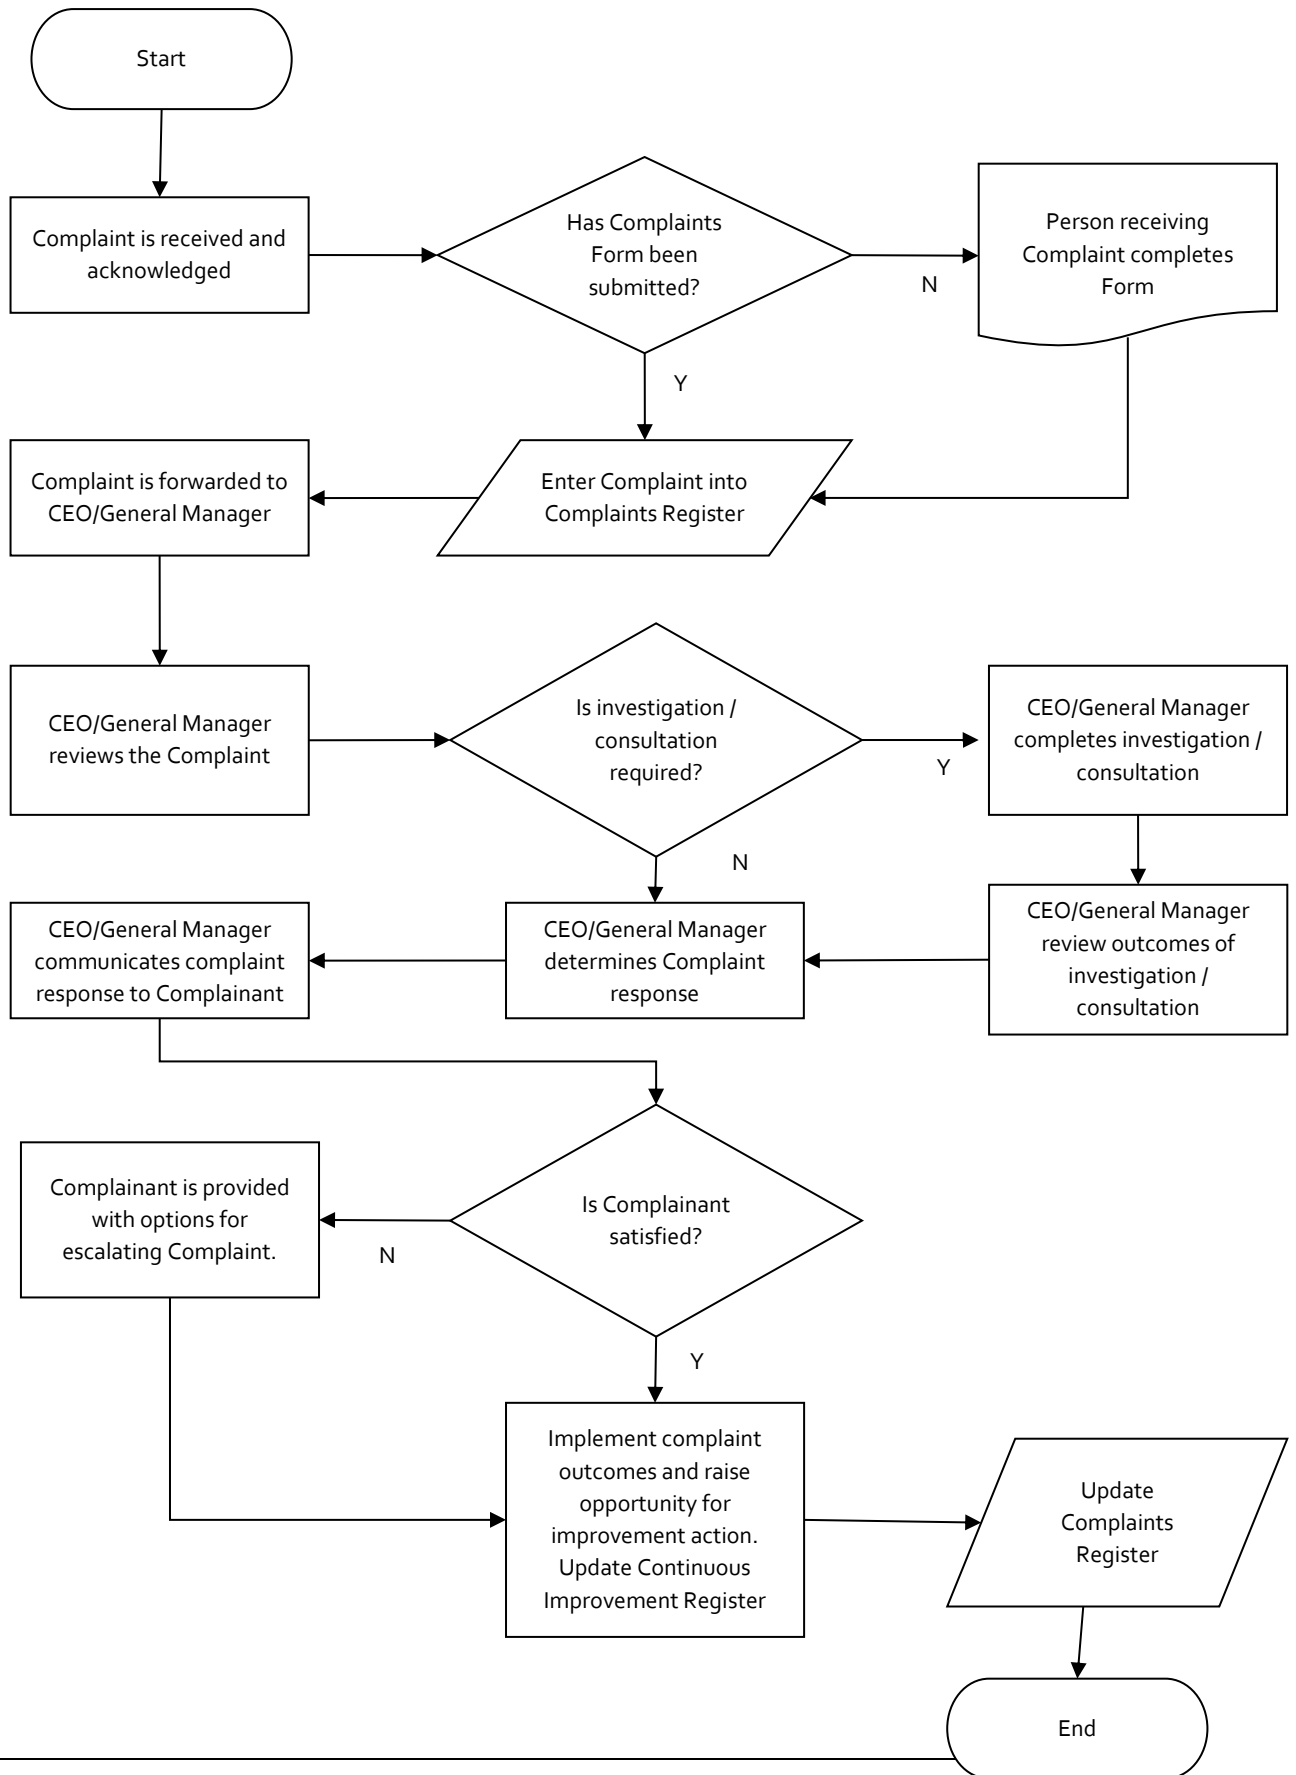 Start
Complaint is received and
acknowledged
Has Complaints
Form been
submitted?
N
Person receiving
Complaint completes
Form
Y
Complaint is forwarded to
CEO/General Manager
Enter Complaint into
Complaints Register
CEO/General Manager
reviews the Complaint
Is investigation /
consultation
required?
Y
CEO/General Manager
completes investigation /
consultation
N
CEO/General Manager
communicates complaint
response to Complainant
CEO/General Manager
determines Complaint
response
CEO/General Manager
review outcomes of
investigation /
consultation
Complainant is provided
with options for
escalating Complaint.
N
Is Complainant
satisfied?
Y
Implement complaint
outcomes and raise
opportunity for
improvement action.
Update Continuous
Improvement Register
Update
Complaints
Register
End